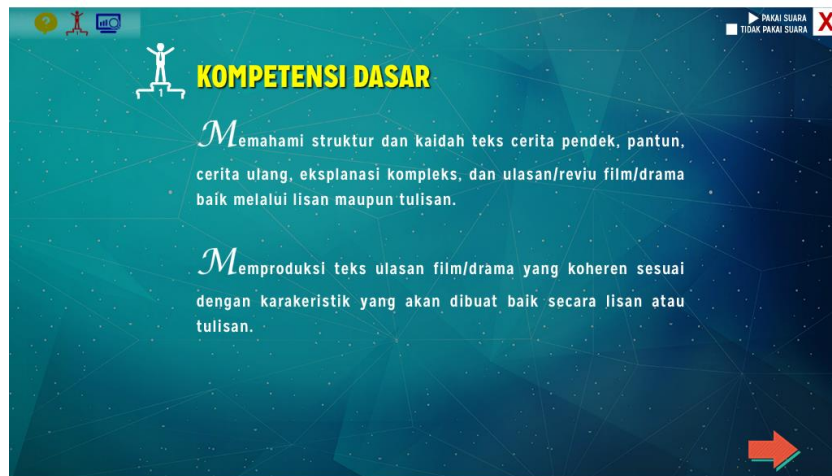 PAKAI SUARA
TIDAK PAKAI SUARA
X
KOMPETENSI DASAR
Memahami struktur dan kaidah teks cerita pendek, pantun,
cerita ulang, eksplanasi kompleks, dan ulasan/reviu film/drama
baik melalui lisan maupun tulisan.
Memproduksi teks ulasan film/drama yang koheren sesuai
dengan karakeristik yang akan dibuat baik secara lisan atau
tulisan.